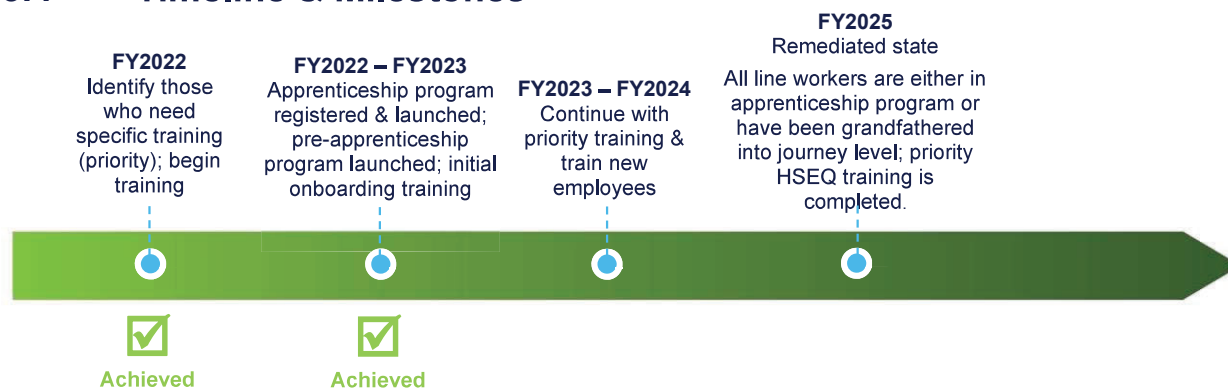 Timeline & Milestones
FY2022
Identify those
who need
specific training
(priority); begin
training
FY2022 – FY2023
Apprenticeship program
registered & launched;
pre-apprenticeship
program launched; initial
onboarding training
FY2023 – FY2024
Continue with
priority training &
train new
employees
FY2025
Remediated state
All line workers are either in
apprenticeship program or
have been grandfathered
into journey level; priority
HSEQ training is
completed.
Achieved
Achieved